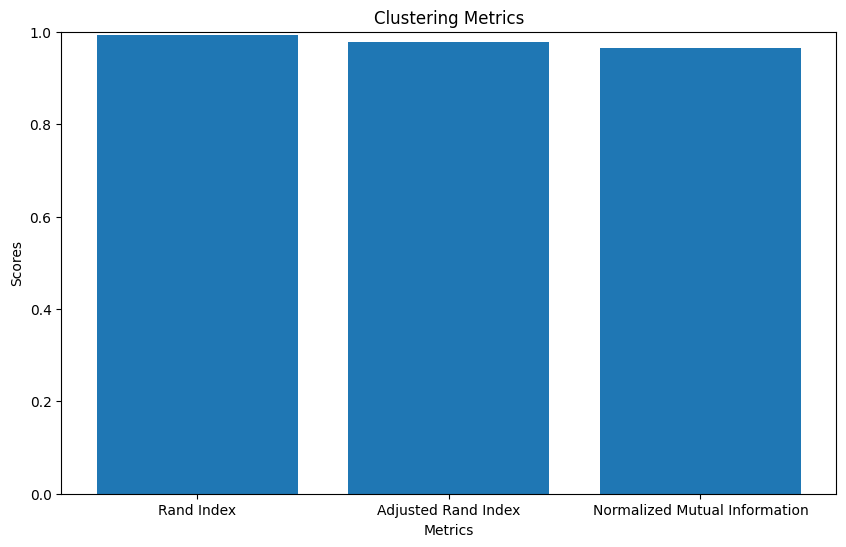 Clustering Metrics
1.0
0.8
0.6
0.4
0.2
0.0
Scores
Rand Index
Adjusted Rand Index
Normalized Mutual Information
Metrics